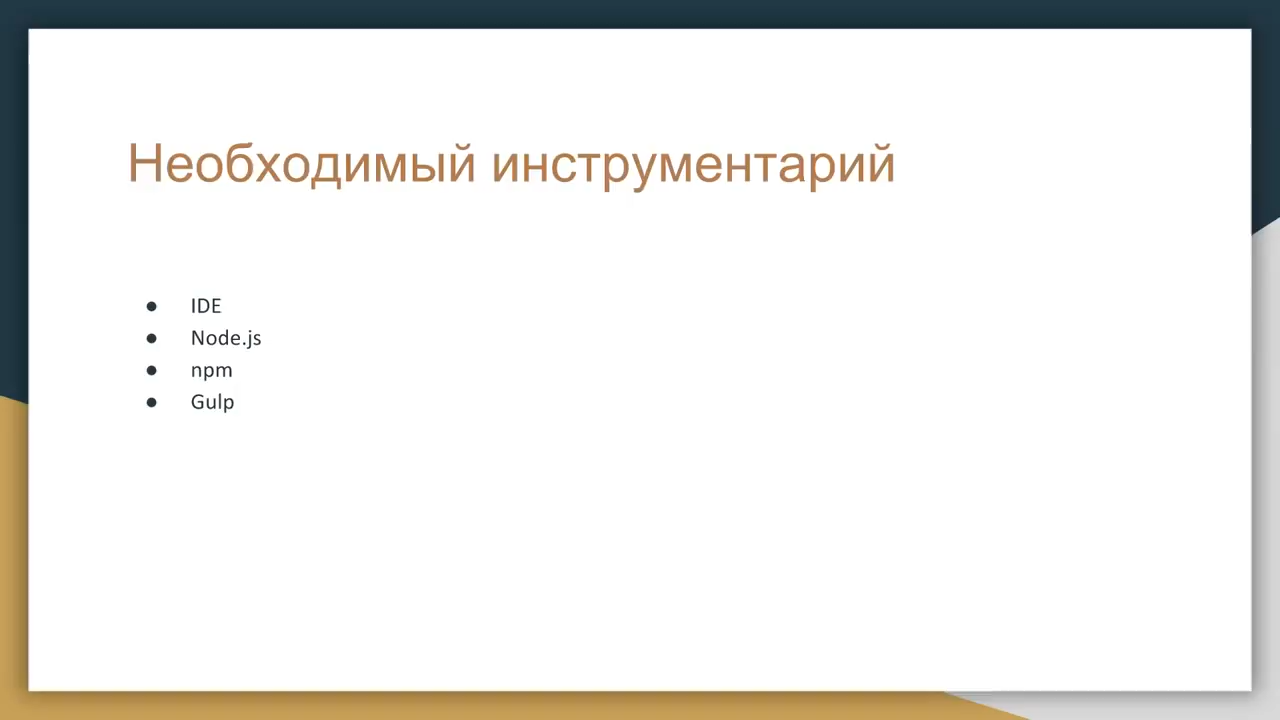 Необходимый инструментарий
● IDE
● Node.js
● npm
● Gulp